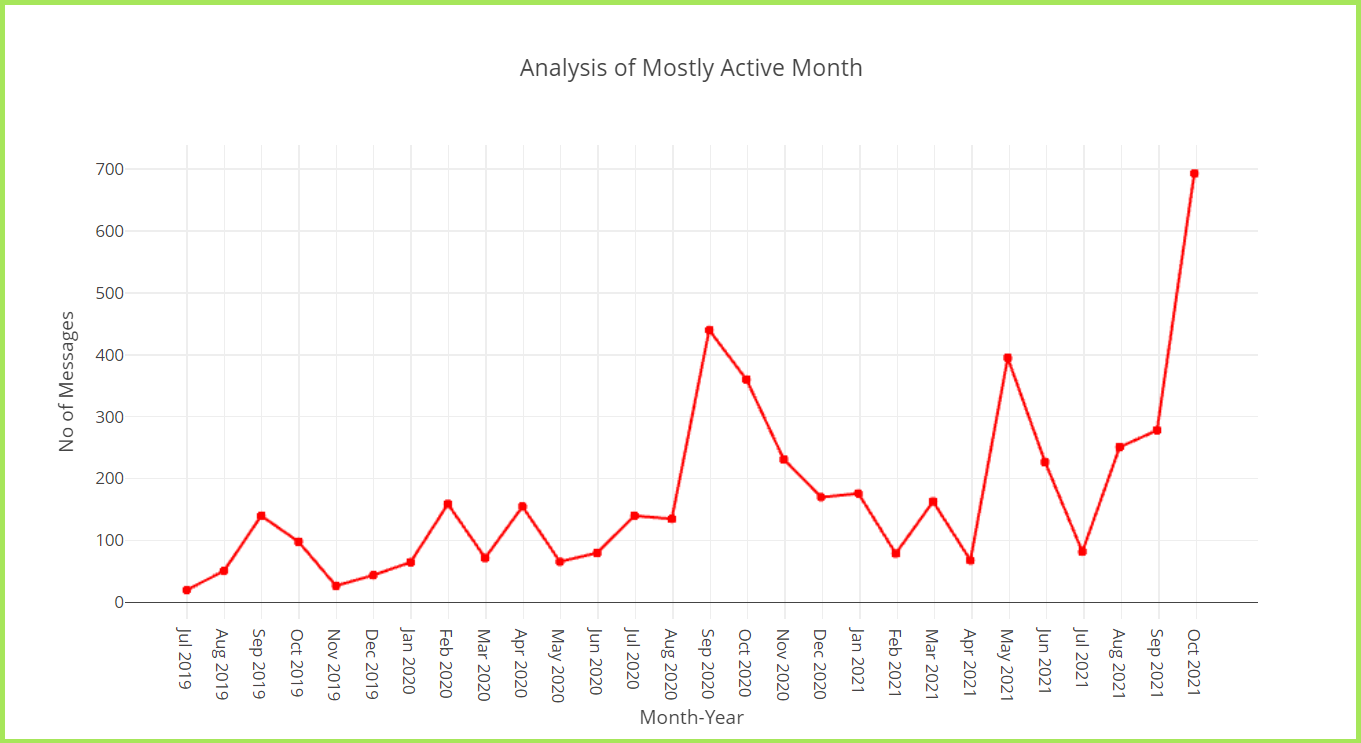 Analysis of Mostly Active Month
700
600
500
400
300
200
100
0
No of Messages
Jul 2019
Aug 2019
Sep 2019
Oct 2019
Nov 2019
Dec 2019
Jan 2020
Feb 2020
Mar 2020
Apr 2020
May 2020
Jun 2020
Jul 2020
Aug 2020
Sep 2020
Oct 2020
Nov 2020
Dec 2020
Jan 2021
Feb 2021
Mar 2021
Apr 2021
May 2021
Jun 2021
Jul 2021
Aug 2021
Sep 2021
Oct 2021
Month-Year